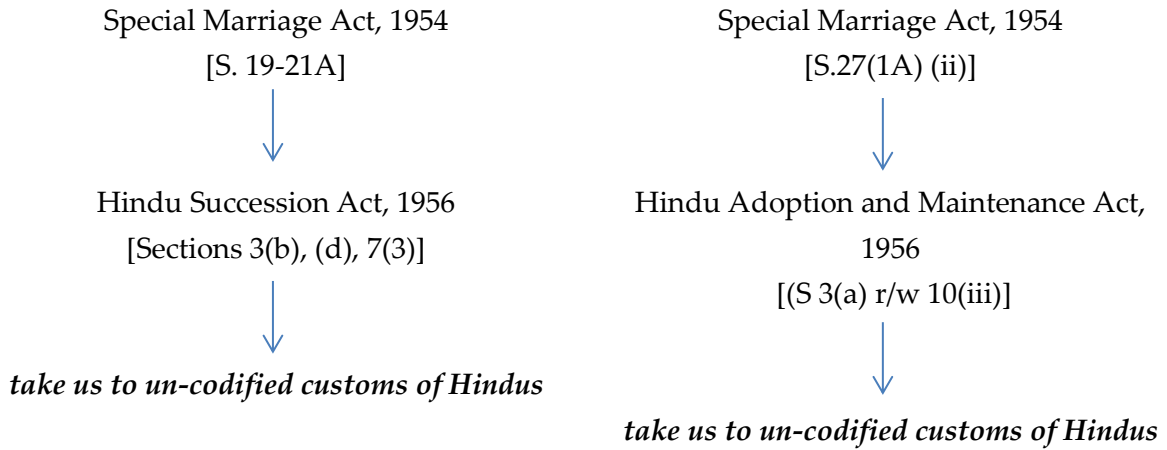 Special Marriage Act, 1954
[S. 19-21A]
Hindu Succession Act, 1956
[Sections 3(b), (d), 7(3)]
take us to un-codified customs of Hindus
Special Marriage Act, 1954
[S.27(1A) (ii)]
Hindu Adoption and Maintenance Act,
1956
[(S 3(a) r/w 10(iii)]
take us to un-codified customs of Hindus